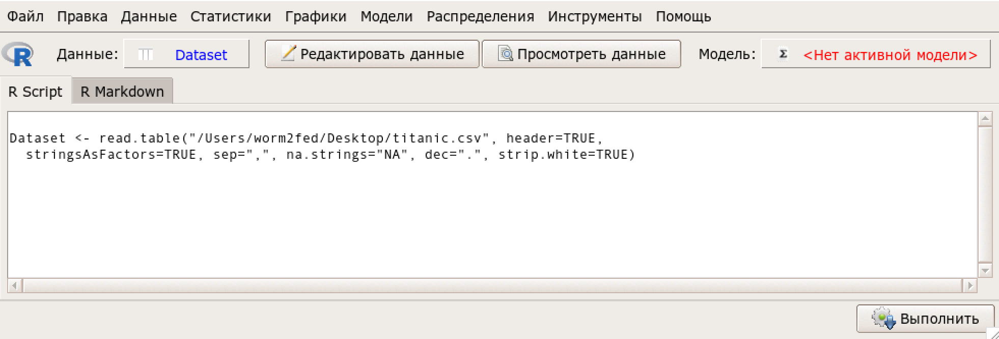 Файл Правка Данные Статистики Графики Модели Распределения Инструменты Помощь
R Данные: Dataset Редактировать данные Просмотреть данные Модель: Σ <Нет активной модели>
R Script R Markdown
Dataset <- read.table("/Users/worm2fed/Desktop/titanic.csv", header=TRUE,
  stringsAsFactors=TRUE, sep=",", na.strings="NA", dec=".", strip.white=TRUE)
Выполнить